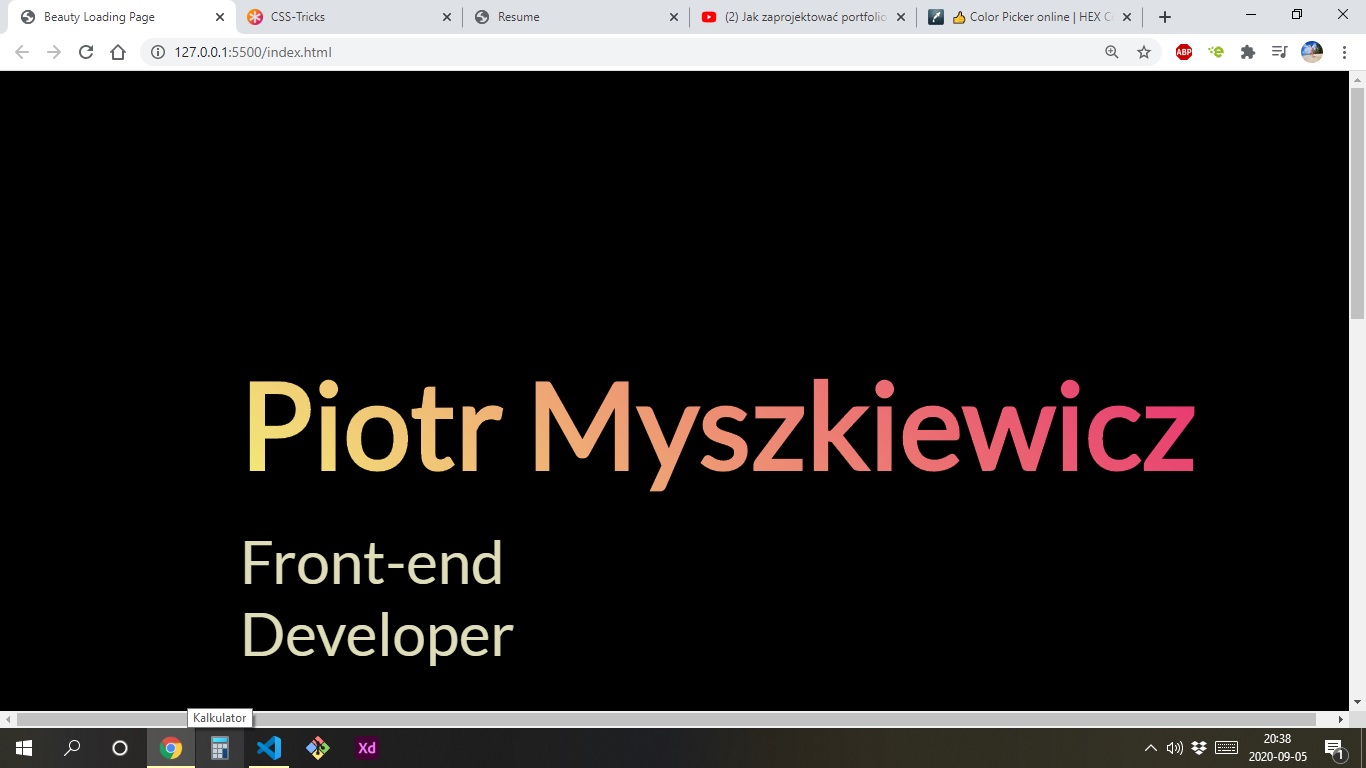 Beauty Loading Page
CSS-Tricks
Resume
(2) Jak zaprojektować portfolio
👍 Color Picker online | HEX C
127.0.0.1:5500/index.html
ABP
Piotr Myszkiewicz
Front-end
Developer
Kalkulator
Xd
20:38
2020-09-05
1